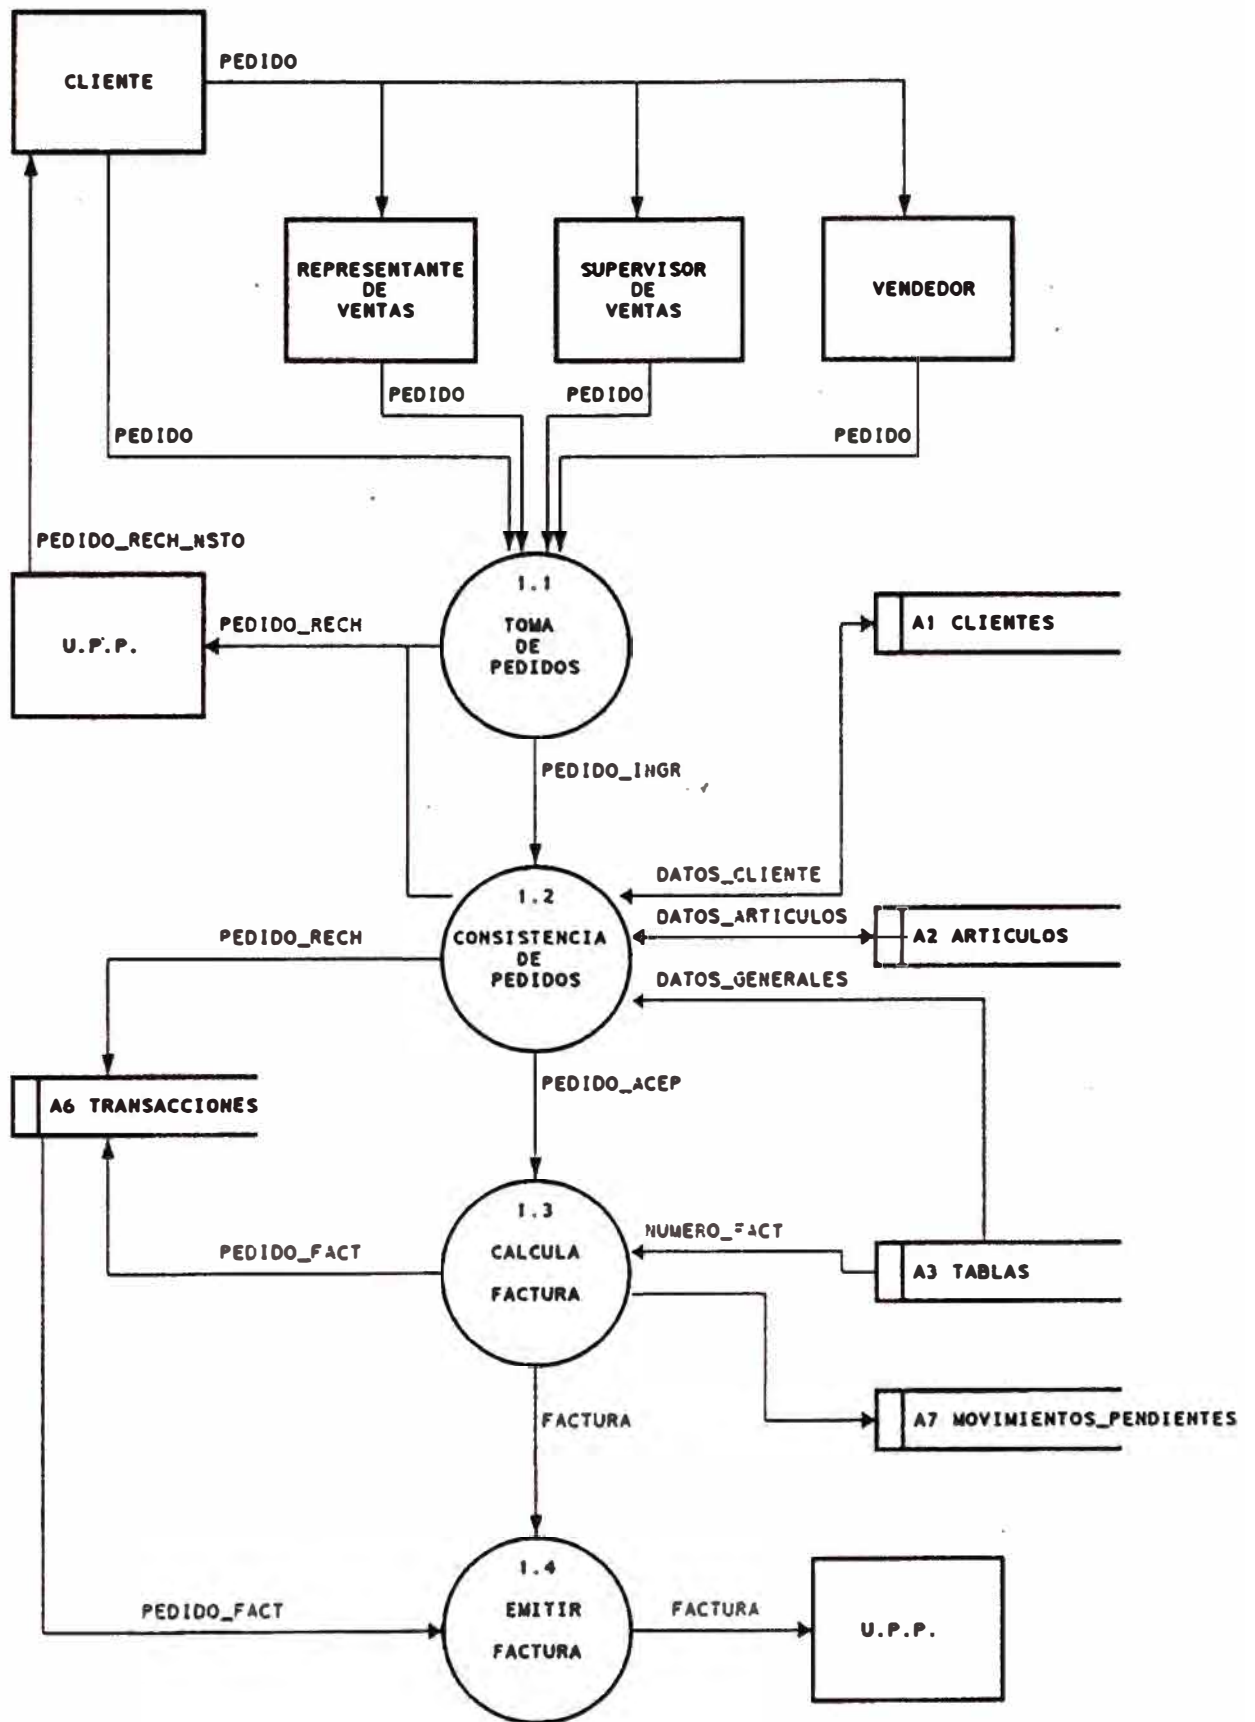 PEDIDO
CLIENTE
REPRESENTANTE
DE
VENTAS
SUPERVISOR
DE
VENTAS
VENDEDOR
PEDIDO
PEDIDO
PEDIDO
PEDIDO
PEDIDO_RECH_NSTO
U.P.P.
PEDIDO_RECH
1.1
TOMA
DE
PEDIDOS
A1 CLIENTES
PEDIDO_INGR
DATOS_CLIENTE
1.2
CONSISTENCIA
DE
PEDIDOS
DATOS_ARTICULOS
A2 ARTICULOS
PEDIDO_RECH
DATOS_GENERALES
PEDIDO_ACEP
A6 TRANSACCIONES
1.3
CALCULA
FACTURA
NUMERO_FACT
PEDIDO_FACT
A3 TABLAS
FACTURA
A7 MOVIMIENTOS_PENDIENTES
1.4
EMITIR
FACTURA
PEDIDO_FACT
FACTURA
U.P.P.